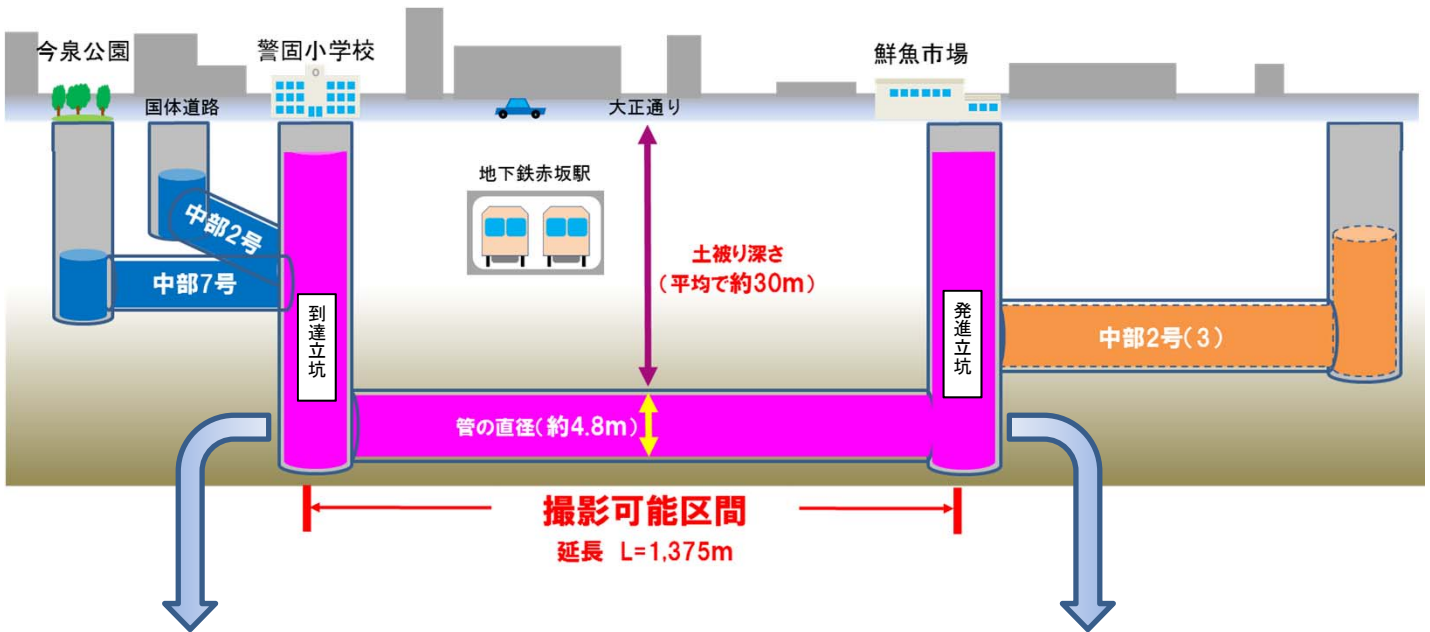 今泉公園
警固小学校
鮮魚市場
国体道路
大正通り
地下鉄赤坂駅
中部2号
土被り深さ
(平均で約30m)
中部7号
到達立坑
発進立坑
中部2号(3)
管の直径(約4.8m)
撮影可能区間
延長 L=1,375m